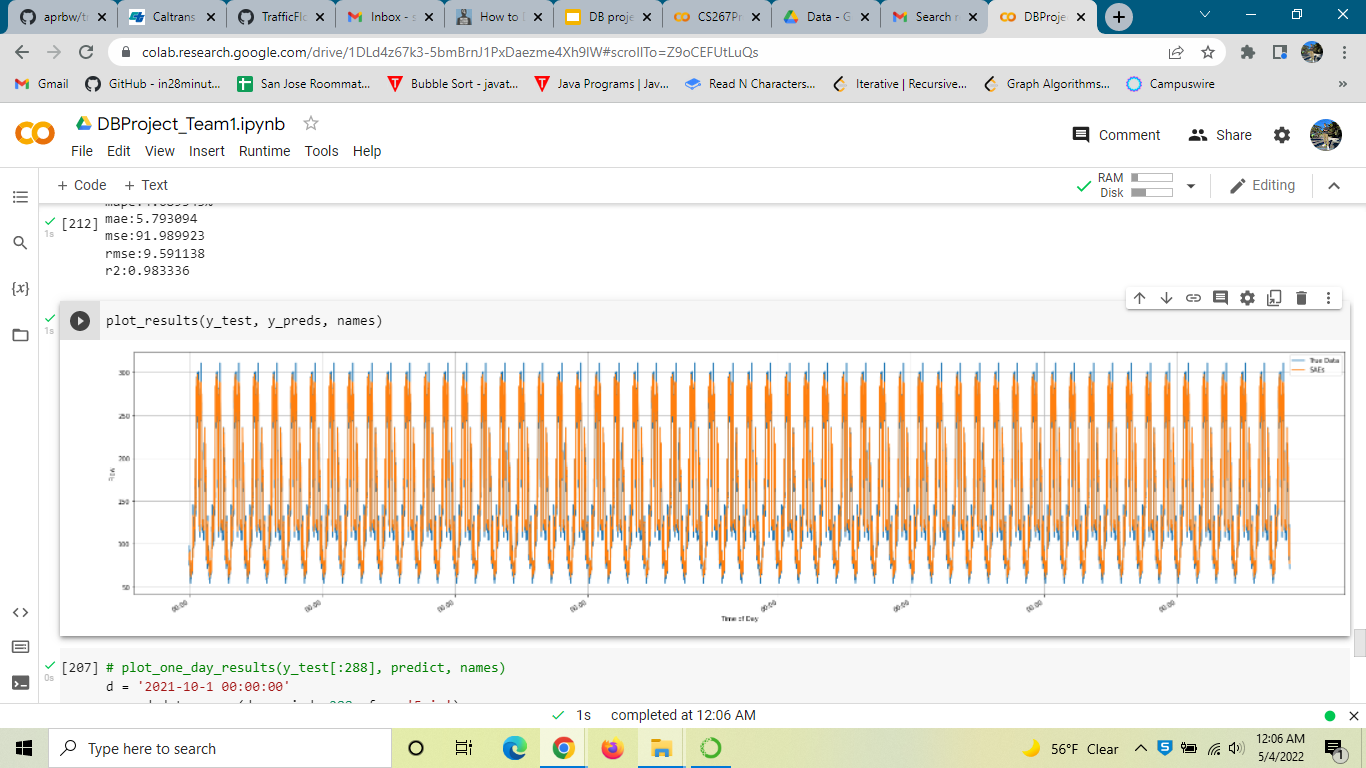 aprbw/tr
Caltrans
TrafficFlo
Inbox - s
How to
DB proje
CS267Pr
Data - G
Search r
DBProje
colab.research.google.com/drive/1DLd4z67k3-5bmBrnJ1PxDaezme4Xh9lW#scrollTo=Z9oCEFUtLuQs
Gmail
GitHub - in28minut...
San Jose Roommat...
Bubble Sort - javat...
Java Programs | Jav...
Read N Characters...
Iterative | Recursive...
Graph Algorithms...
Campuswire
»
CO
DBProject_Team1.ipynb
Comment
Share
File Edit View Insert Runtime Tools Help
+ Code + Text
RAM
Disk
Editing
[212]
1s
mae:5.793094
mse:91.989923
rmse:9.591138
r2:0.983336
1s
plot_results(y_test, y_preds, names)
True Data
SAEs
300
250
200
150
100
50
Flow
00:00 00:00 00:00 00:00 00:00 00:00 00:00 00:00
Time of Day
{x}
[207] # plot_one_day_results(y_test[:288], predict, names)
0s
d = '2021-10-1 00:00:00'
1s completed at 12:06 AM
Type here to search
56°F Clear
12:06 AM
5/4/2022
1